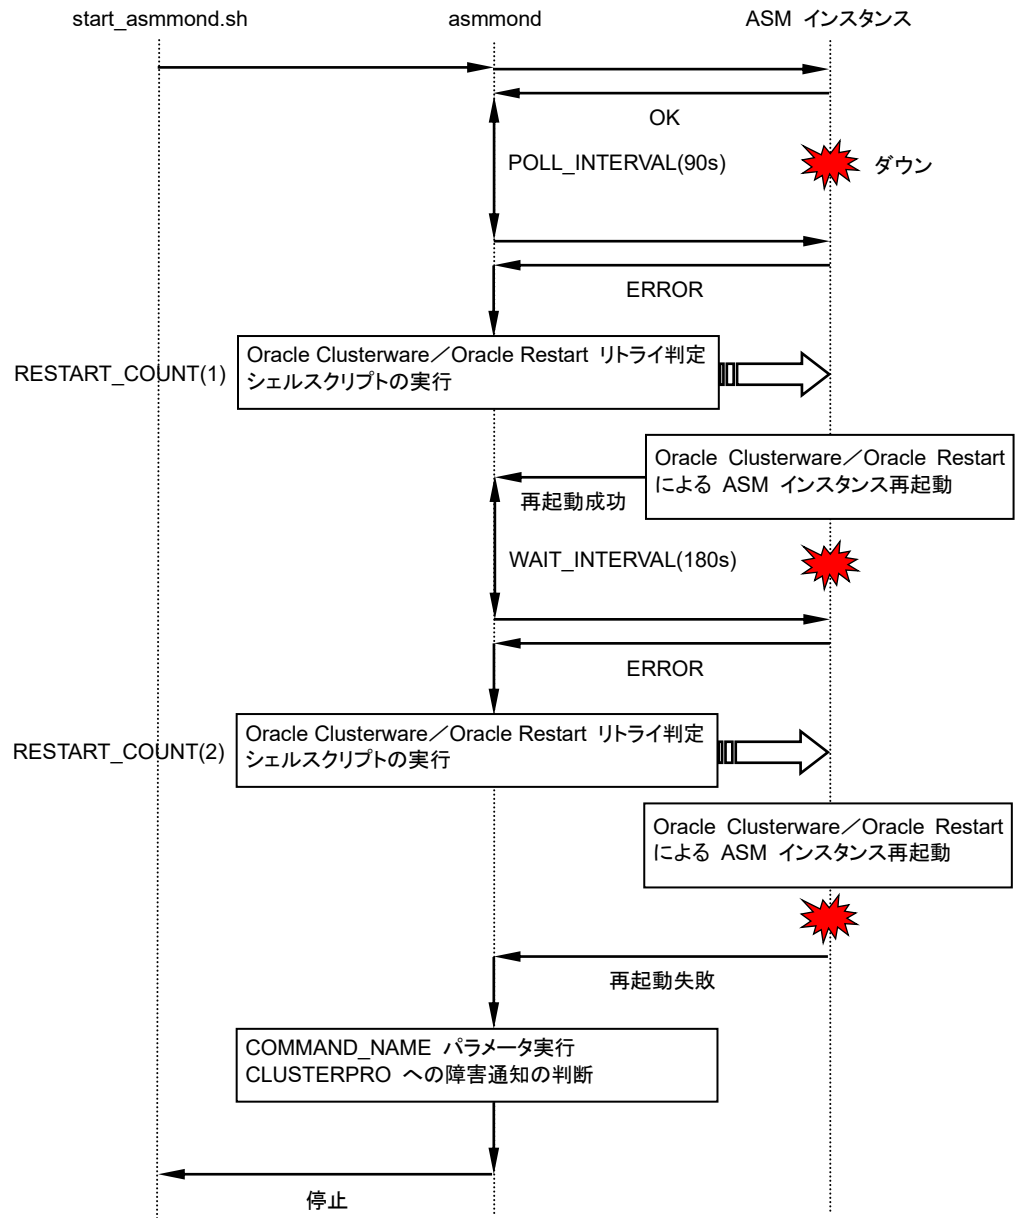 start_asmmond.sh
asmmond
ASM インスタンス
OK
POLL_INTERVAL(90s)
ダウン
ERROR
RESTART_COUNT(1)
Oracle Clusterware/Oracle Restart リトライ判定
シェルスクリプトの実行
Oracle Clusterware/Oracle Restart
による ASM インスタンス再起動
再起動成功
WAIT_INTERVAL(180s)
ERROR
RESTART_COUNT(2)
Oracle Clusterware/Oracle Restart リトライ判定
シェルスクリプトの実行
Oracle Clusterware/Oracle Restart
による ASM インスタンス再起動
再起動失敗
COMMAND_NAME パラメータ実行
CLUSTERPRO への障害通知の判断
停止